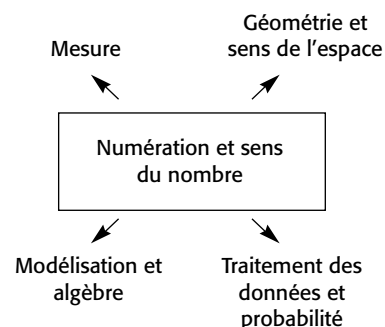 Mesure
Géométrie et
sens de l'espace
Numération et sens
du nombre
Modélisation et
algèbre
Traitement des
données et
probabilité